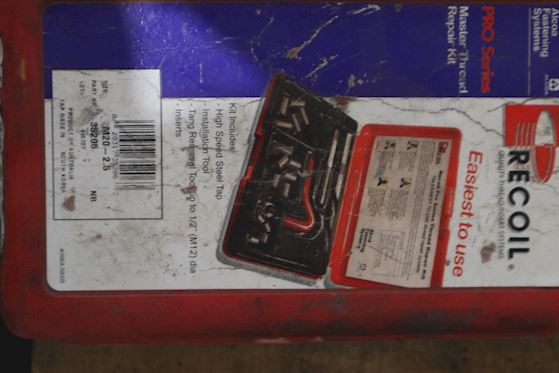 Alcoa
Fastening
Systems
PRO Series
Master Thread
Repair Kit
RECOIL®
QUALITY THREAD INSERT SYSTEMS
Easiest to use
Kit Includes:
- High Speed Steel Tap
- Installation Tool
- Tang Removal Tool up to 1/2" (M12) dia
- Inserts
SIZE: M20 - 2.5
PART NO. 35205 NR
PRODUCT OF AUSTRALIA
TAP MADE IN SOUTH KOREA